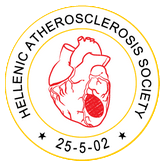 HELLENIC ATHEROSCLEROSIS SOCIETY
★ 25-5-02 ★